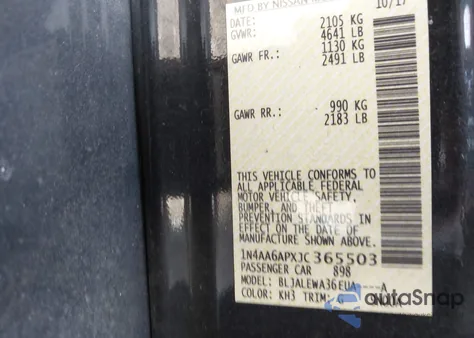 MFD BY NISSAN 10/17
DATE: 2105 KG
GVWR: 4641 LB
GAWR FR.: 1130 KG
2491 LB
GAWR RR.: 990 KG
2183 LB
THIS VEHICLE CONFORMS TO
ALL APPLICABLE FEDERAL
MOTOR VEHICLE SAFETY,
BUMPER, AND THEFT
PREVENTION STANDARDS IN
EFFECT ON THE DATE OF
MANUFACTURE SHOWN ABOVE.
1N4AA6APXJC365503
PASSENGER CAR 898
MODEL: BLJALEWA36EUA
COLOR: KH3 TRIM: G
autoSnap